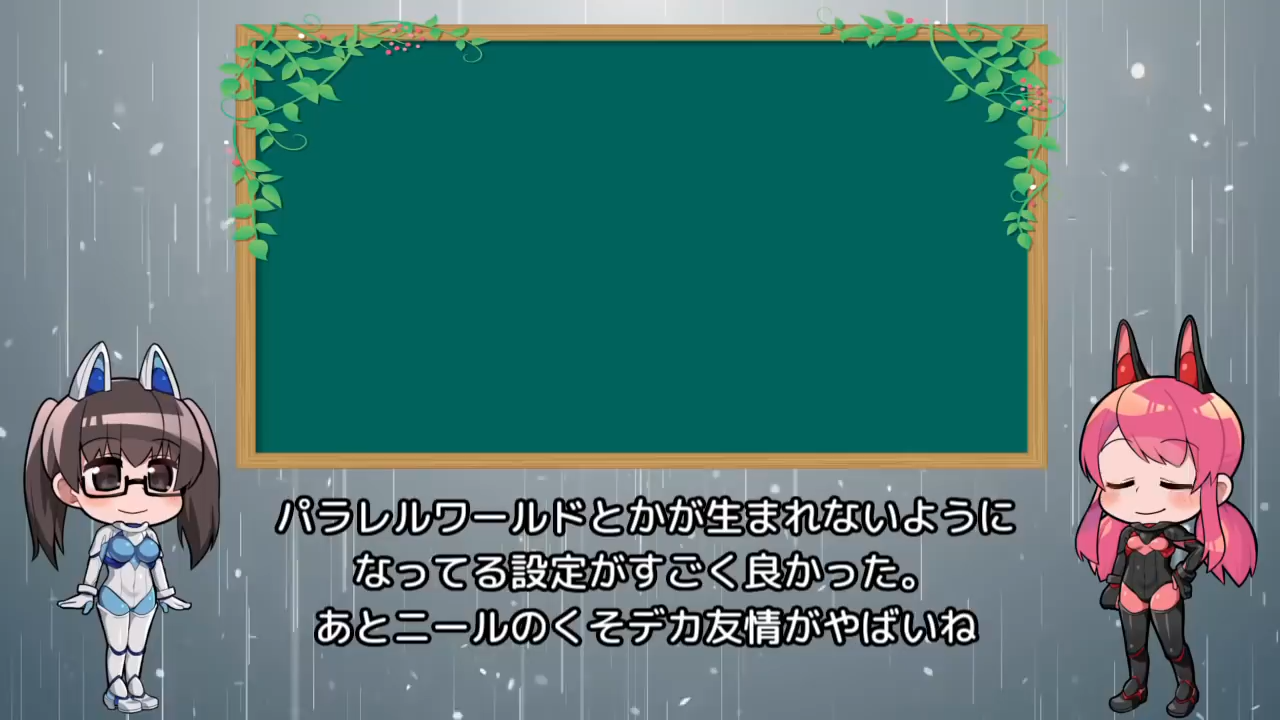 パラレルワールドとかが生まれないように
なってる設定がすごく良かった。
あとニールのくそデカ友情がやばいね